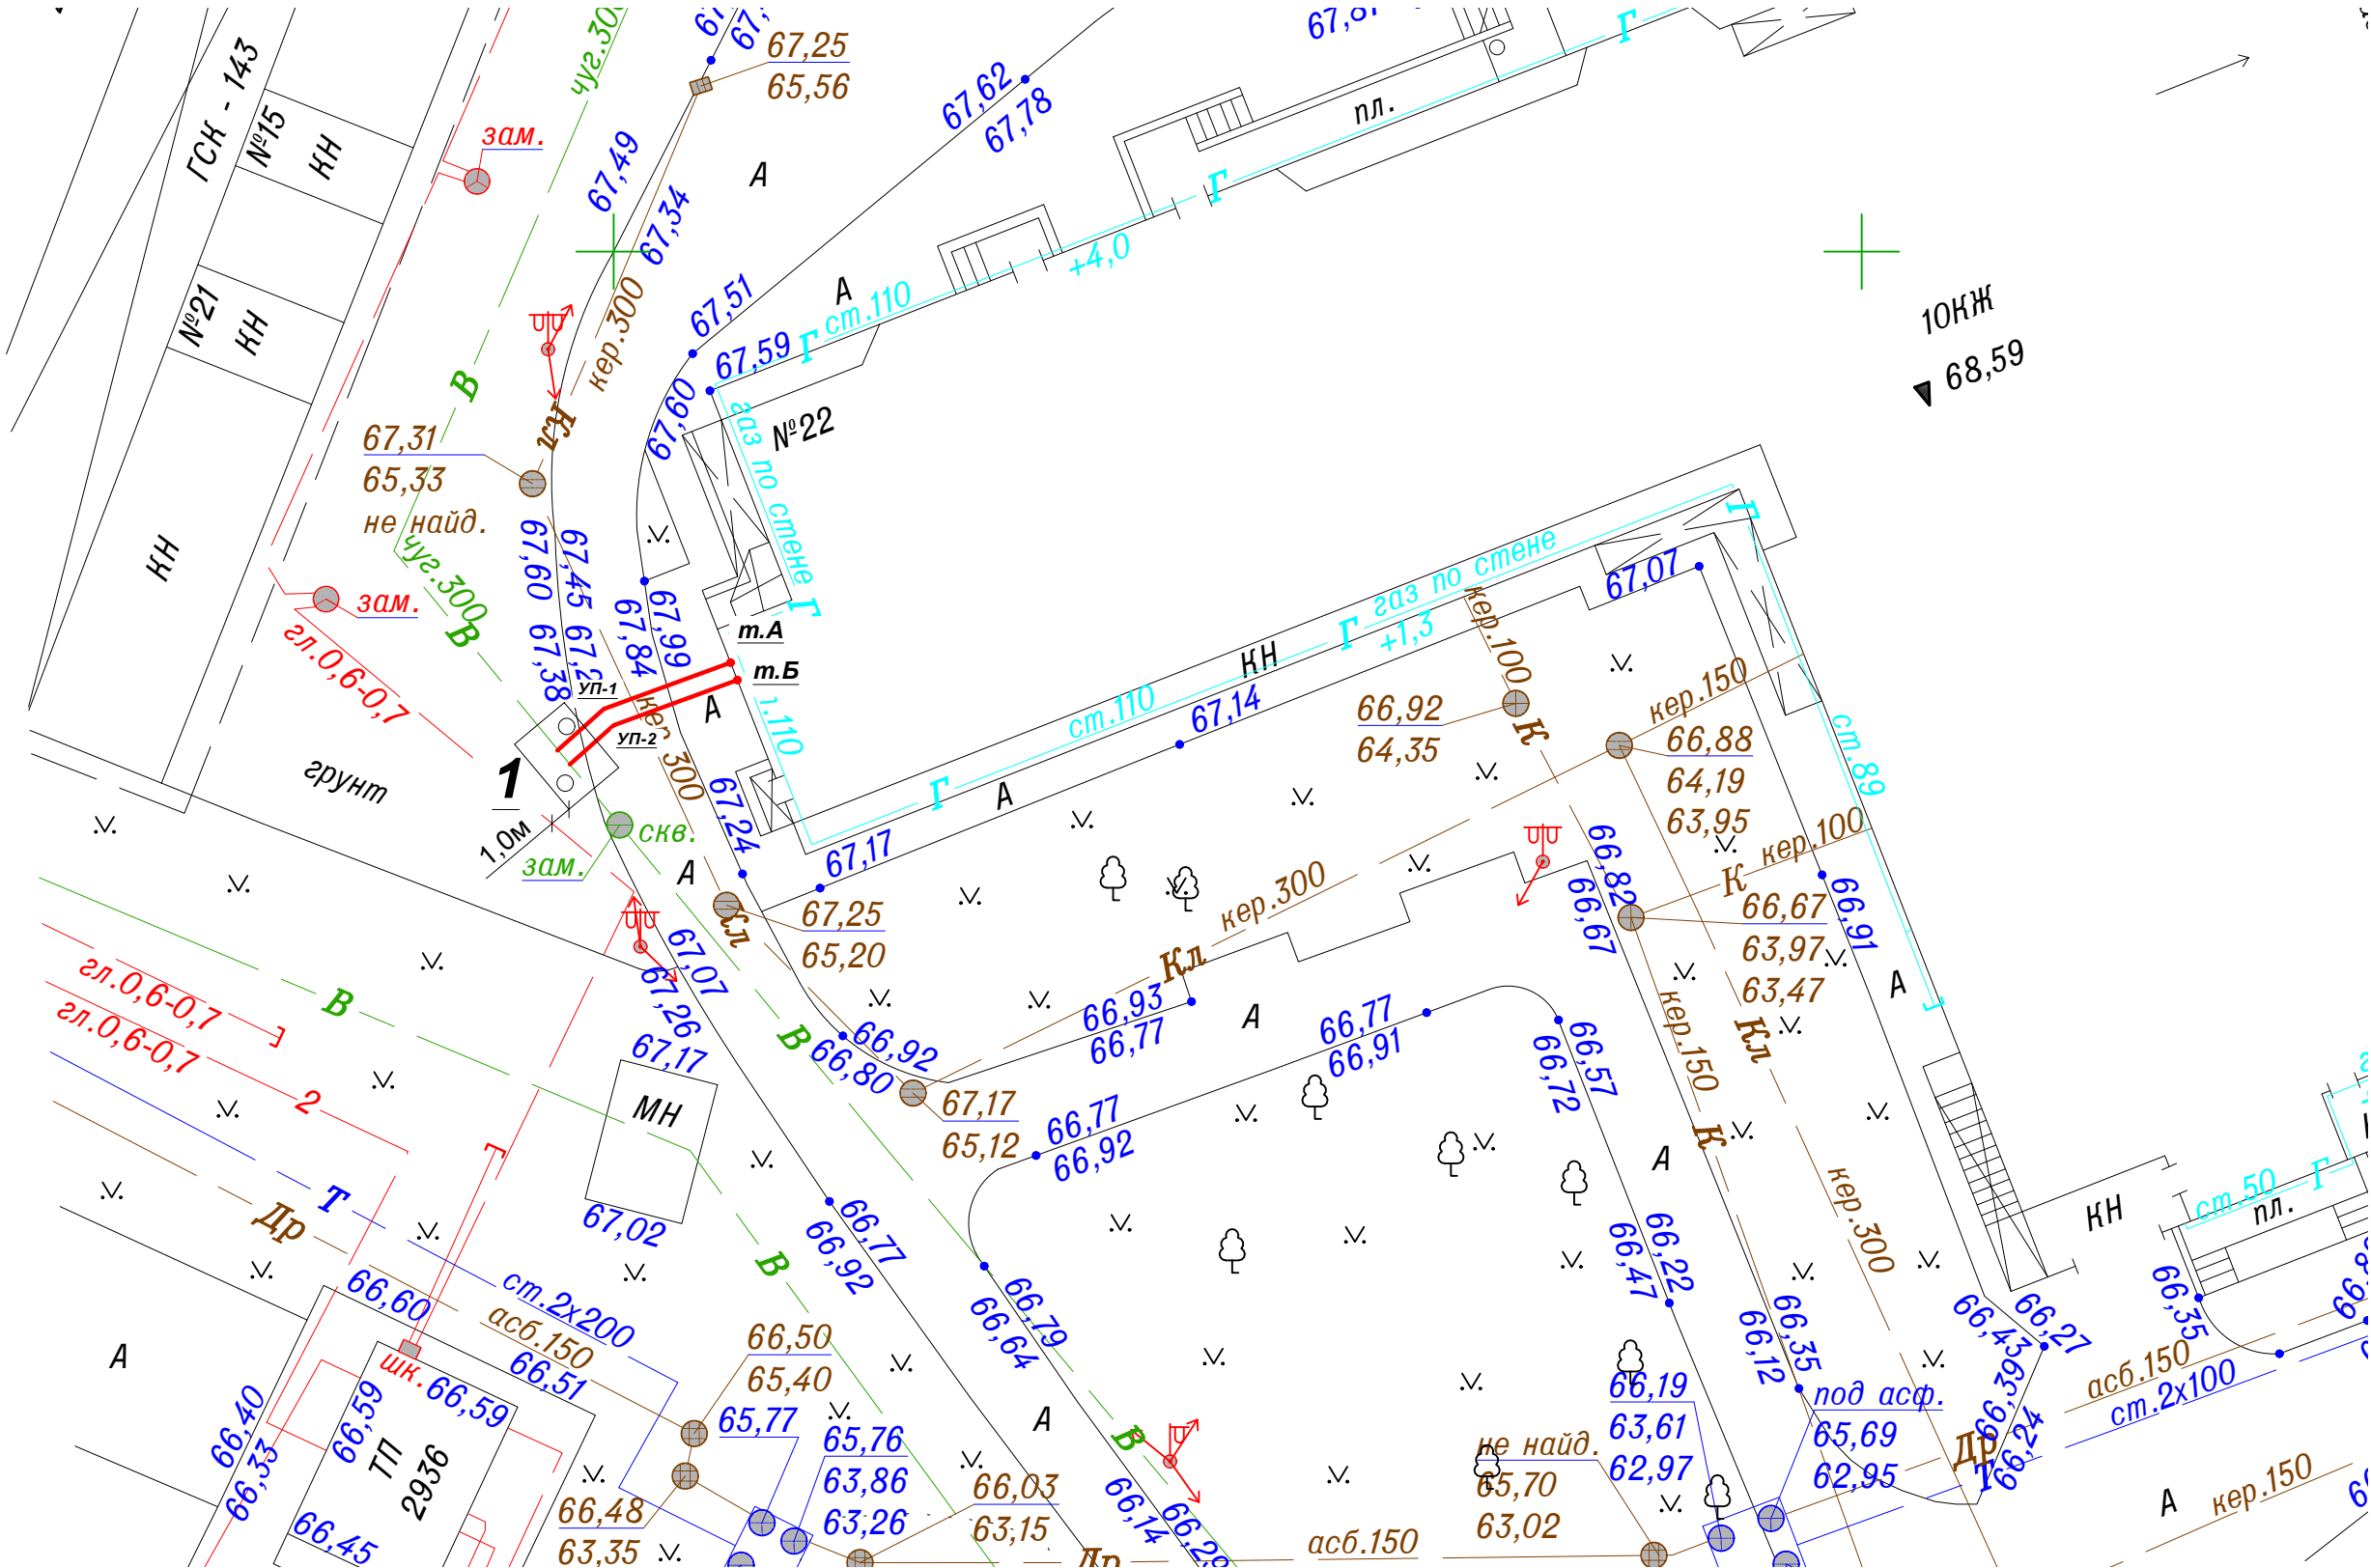 чуг.300
67,25
65,56
ГСК - 143
№15
КН
зам.
67,49
67,34
А
67,62
67,78
пл.
Г
Г
+4,0
10КЖ
68,59
№21
КН
В
кер.300
67,51
А
ст.110
67,59
Г
67,60
№22
газ по стене
Г
Кл
67,31
65,33
не найд.
чуг.300
В
КН
67,60
67,45
67,38
67,84
67,99
зам.
гл.0,6-0,7
т.А
т.Б
УП-1
УП-2
А
кер.300
1
1,0м
грунт
скв.
зам.
67,24
А
67,17
КН
ст.110
Г
А
67,14
Г
газ по стене
+1,3
67,07
Г
кер.100
66,92
64,35
К
кер.150
66,88
64,19
63,95
ст.89
кер.100
К
66,82
66,67
66,67
63,97
63,47
66,91
А
кер.300
Кл
67,25
65,20
Кл
67,07
67,26
67,17
В
66,92
66,80
66,93
66,77
А
66,77
66,91
66,57
66,72
кер.150
К
Кл
гл.0,6-0,7
гл.0,6-0,7
В
2
МН
67,02
67,17
65,12
66,77
66,92
А
Т
Др
66,77
66,92
В
66,22
66,47
кер.300
КН
ст.50
Г
пл.
66,60
ст.2х200
асб.150
66,51
66,50
65,40
65,77
66,79
66,64
66,35
66,12
66,43
66,27
66,35
А
шк.
66,59
66,59
66,40
66,33
ТП
2936
66,45
65,76
63,86
63,26
66,48
63,35
66,03
63,15
А
В
66,14
66,29
не найд.
65,70
63,02
66,19
63,61
62,97
под асф.
65,69
62,95
66,39
66,24
Др
Т
асб.150
ст.2х100
А
кер.150
асб.150
Др